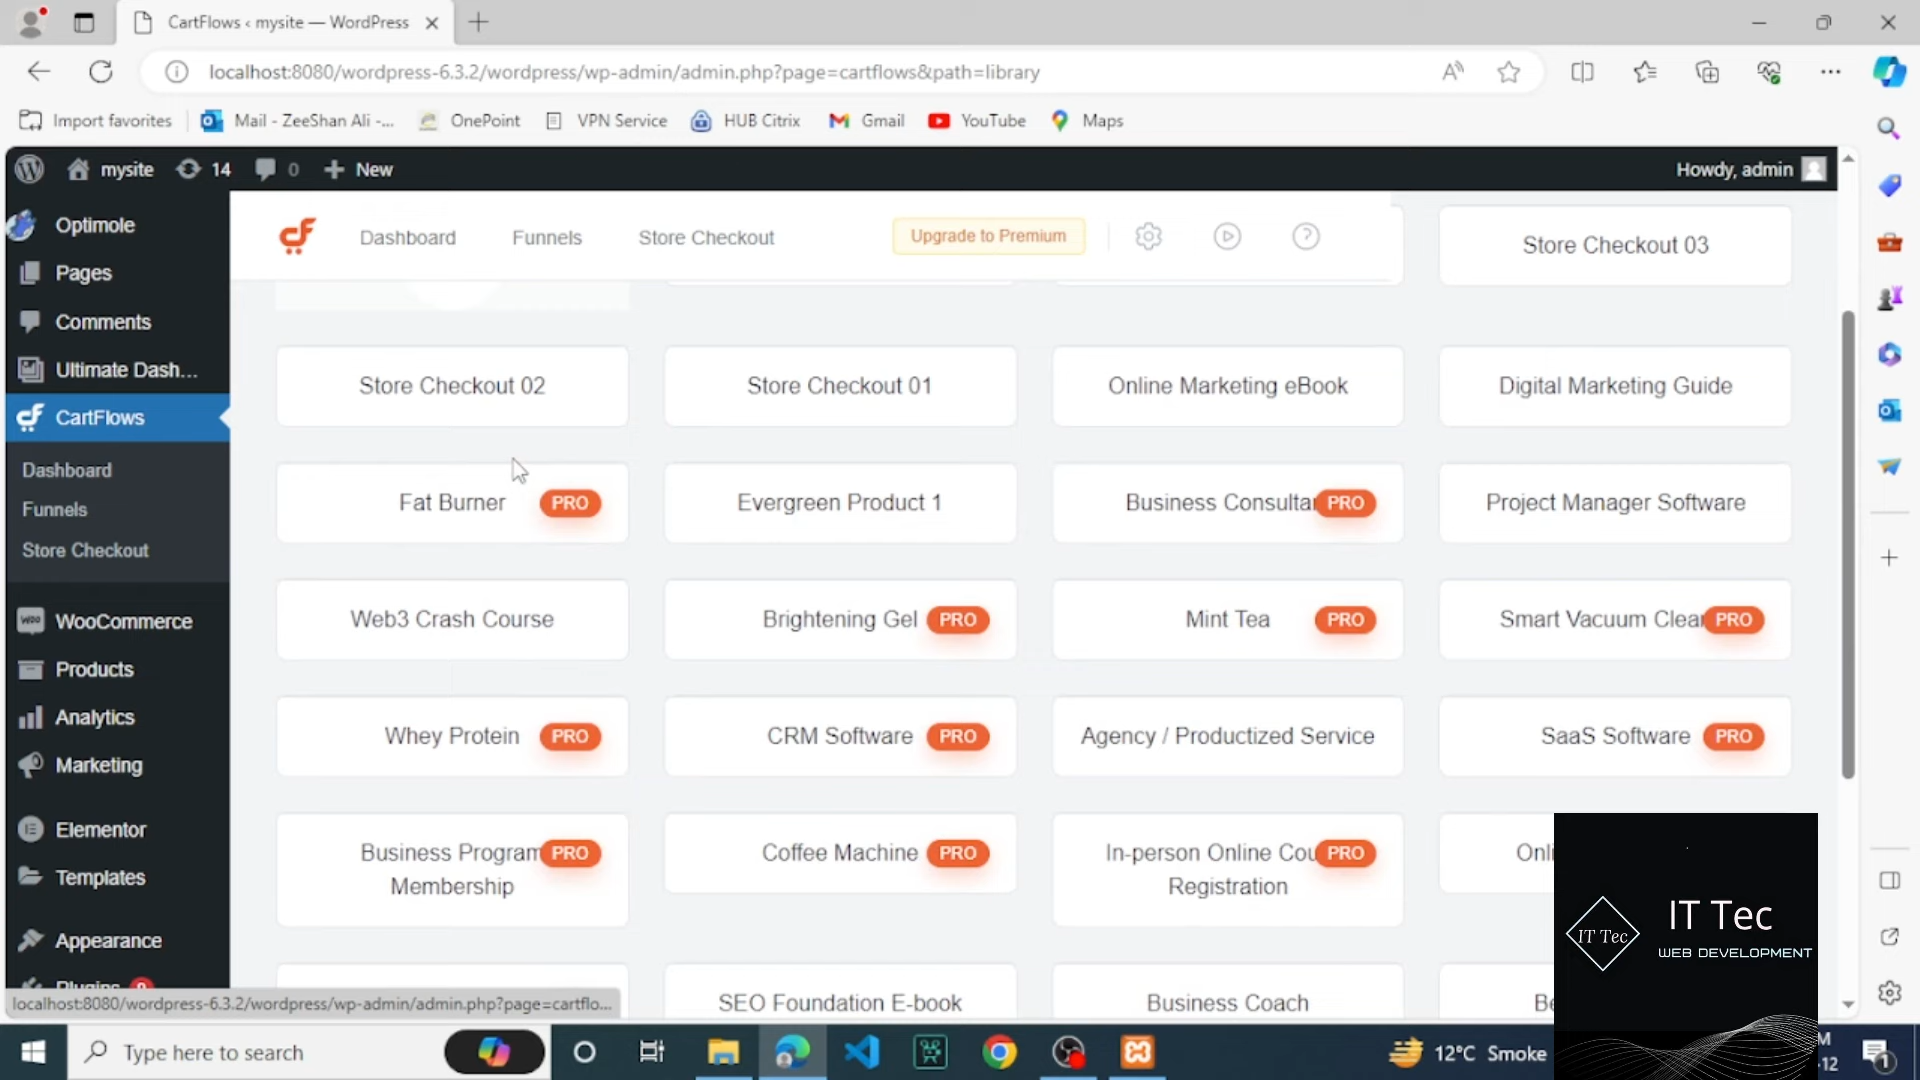 CartFlows ‹ mysite — WordPress
localhost:8080/wordpress-6.3.2/wordpress/wp-admin/admin.php?page=cartflows&path=library
Import favorites
Mail - ZeeShan Ali -...
OnePoint
VPN Service
HUB Citrix
Gmail
YouTube
Maps
mysite
14
0
New
Howdy, admin
Optimole
Pages
Comments
Ultimate Dash...
CartFlows
Dashboard
Funnels
Store Checkout
WooCommerce
Products
Analytics
Marketing
Elementor
Templates
Appearance
Plugins
Dashboard
Funnels
Store Checkout
Upgrade to Premium
Store Checkout 03
Store Checkout 02
Store Checkout 01
Online Marketing eBook
Digital Marketing Guide
Fat Burner PRO
Evergreen Product 1
Business Consultan PRO
Project Manager Software
Web3 Crash Course
Brightening Gel PRO
Mint Tea PRO
Smart Vacuum Clea PRO
Whey Protein PRO
CRM Software PRO
Agency / Productized Service
SaaS Software PRO
Business Program PRO
Membership
Coffee Machine PRO
In-person Online Cou PRO
Registration
Onli
SEO Foundation E-book
Business Coach
Be
localhost:8080/wordpress-6.3.2/wordpress/wp-admin/admin.php?page=cartflo...
IT Tec
IT Tec
WEB DEVELOPMENT
Type here to search
12°C Smoke
M
-12
1